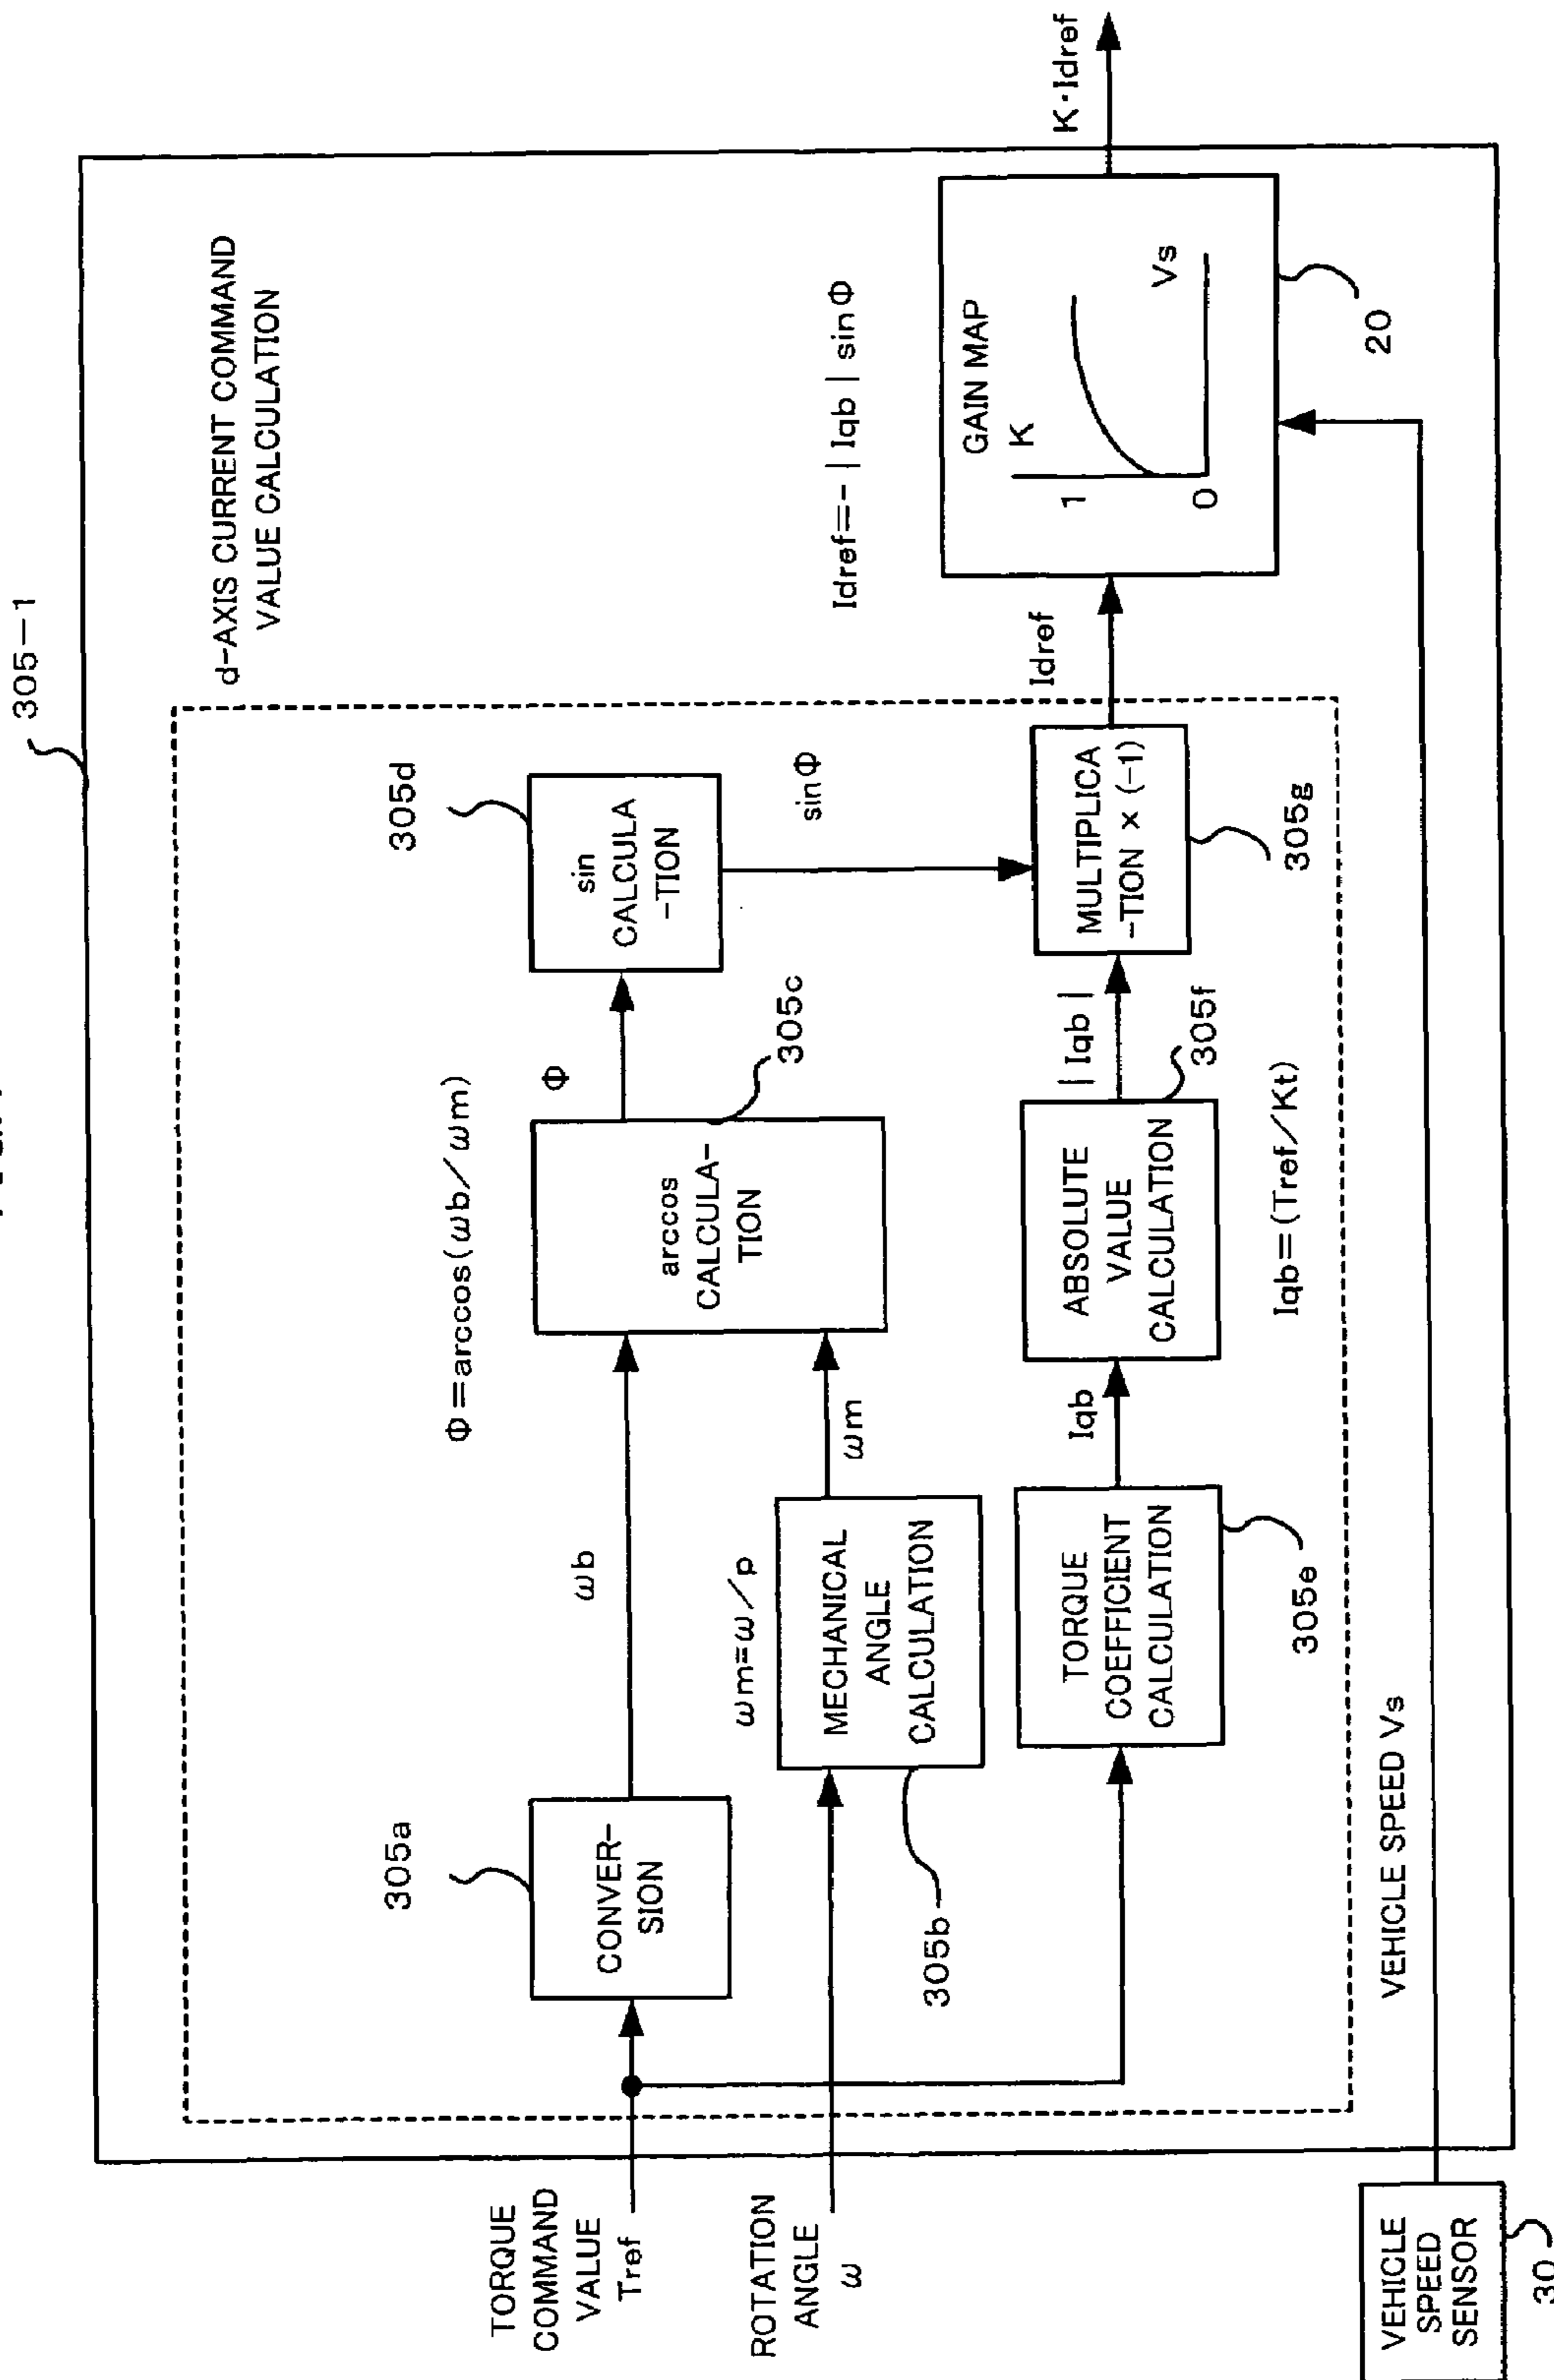 305-1
d-AXIS CURRENT COMMAND
VALUE CALCULATION
TORQUE
COMMAND
VALUE
Tref
305a
CONVER-
SION
ωb
Φ=arccos(ωb/ωm)
arccos
CALCULA-
TION
305c
Φ
305d
sin
CALCULA
-TION
sinΦ
ROTATION
ANGLE
ω
305b
ωm=ω/p
MECHANICAL
ANGLE
CALCULATION
ωm
TORQUE
COEFFICIENT
CALCULATION
305e
Iqb
ABSOLUTE
VALUE
CALCULATION
305f
Iqb=(Tref/Kt)
|Iqb|
MULTIPLICA
-TION × (-1)
305g
Idref
Idref=-|Iqb|sinΦ
GAIN MAP
K
1
0
Vs
20
K·Idref
VEHICLE SPEED Vs
VEHICLE
SPEED
SENSOR
30